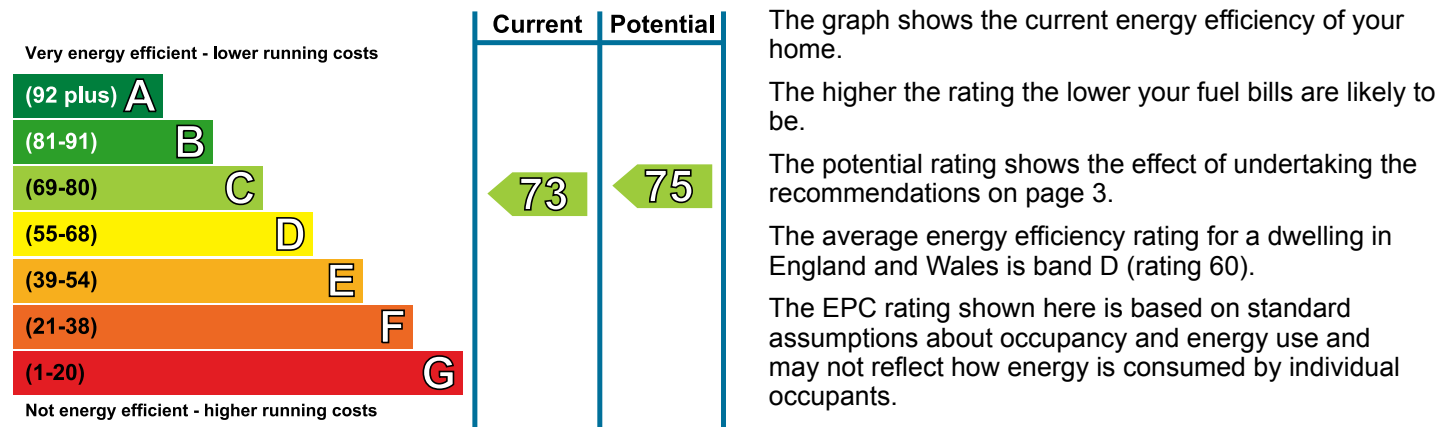 Current Potential
Very energy efficient - lower running costs
(92 plus) A
(81-91) B
(69-80) C
73
75
(55-68) D
(39-54) E
(21-38) F
(1-20) G
Not energy efficient - higher running costs
The graph shows the current energy efficiency of your
home.
The higher the rating the lower your fuel bills are likely to
be.
The potential rating shows the effect of undertaking the
recommendations on page 3.
The average energy efficiency rating for a dwelling in
England and Wales is band D (rating 60).
The EPC rating shown here is based on standard
assumptions about occupancy and energy use and
may not reflect how energy is consumed by individual
occupants.